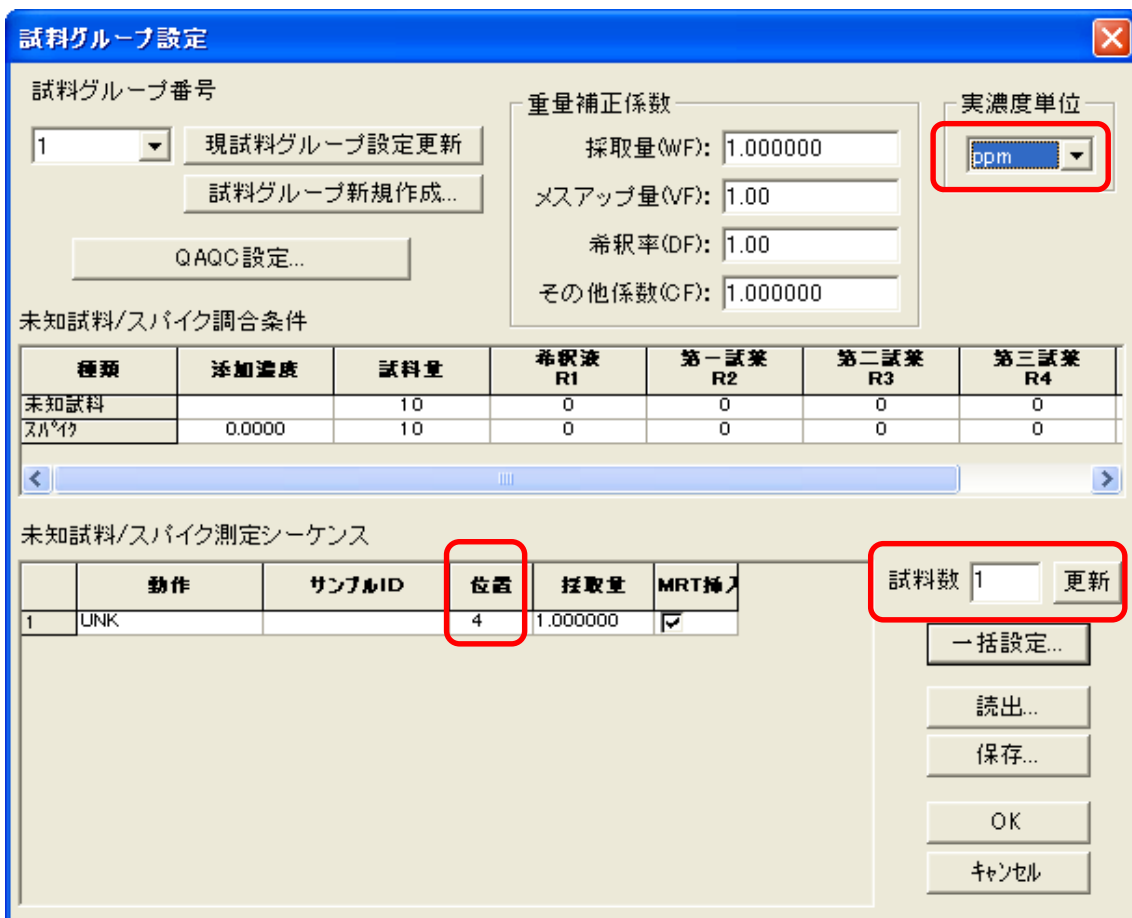 試料グループ設定
試料グループ番号
1
現試料グループ設定更新
試料グループ新規作成...
QAQC設定...
重量補正係数
採取量(WF): 1.000000
メスアップ量(VF): 1.00
希釈率(DF): 1.00
その他係数(CF): 1.000000
実濃度単位
ppm
未知試料/スパイク調合条件
種類 添加濃度 試料量 希釈液 R1 第一試薬 R2 第二試薬 R3 第三試薬 R4
未知試料 10 0 0 0 0
スパイク 0.0000 10 0 0 0 0
未知試料/スパイク測定シーケンス
動作 サンプルID 位置 採取量 MRT挿入
1 UNK 4 1.000000
試料数 1 更新
一括設定...
読出...
保存...
OK
キャンセル